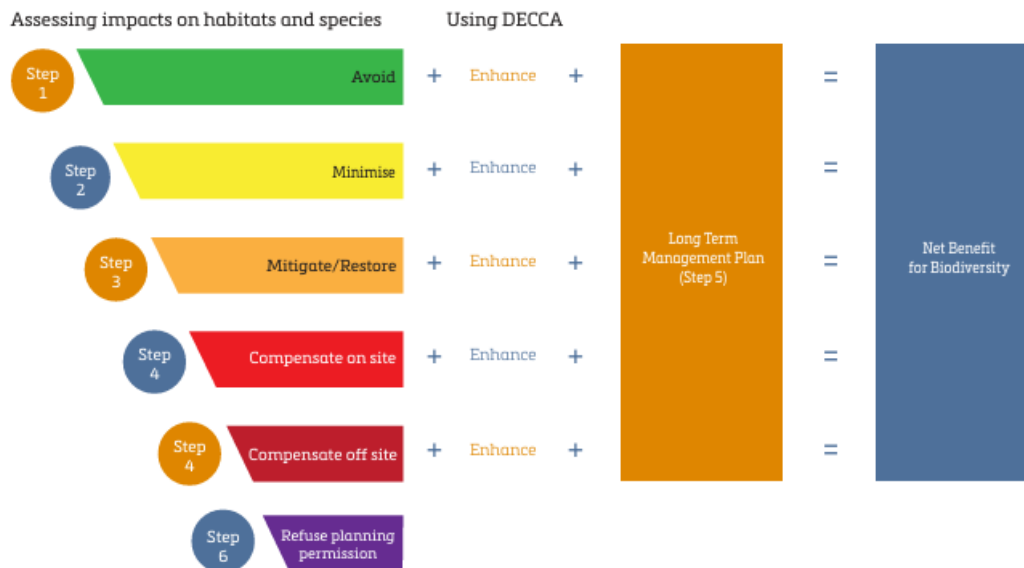 Assessing impacts on habitats and species Using DECCA
Step
1
Avoid + Enhance + =
Step
2
Minimise + Enhance + =
Long Term
Management Plan
(Step 5)
Net Benefit
for Biodiversity
Step
3
Mitigate/Restore + Enhance + =
Step
4
Compensate on site + Enhance + =
Step
4
Compensate off site + Enhance + =
Step
6
Refuse planning
permission